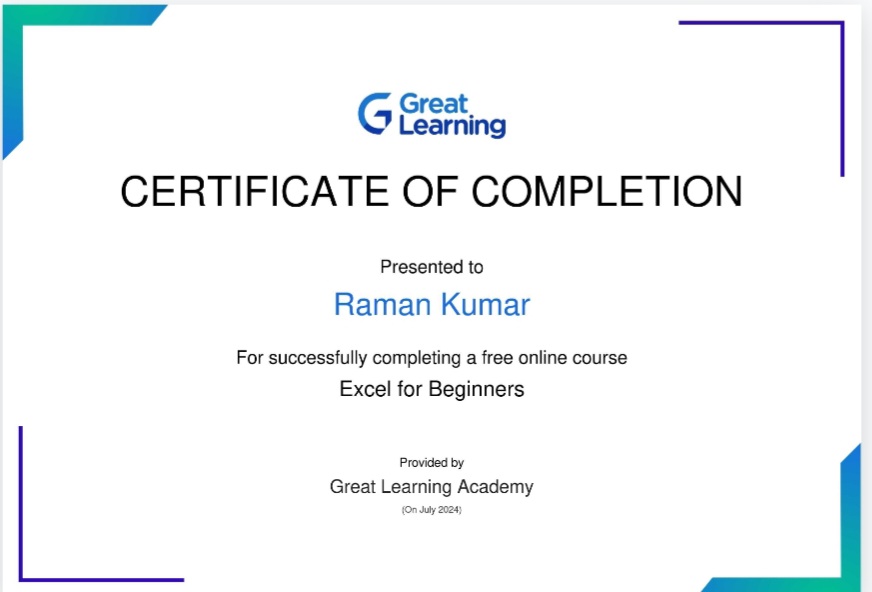 Great
Learning
CERTIFICATE OF COMPLETION
Presented to
Raman Kumar
For successfully completing a free online course
Excel for Beginners
Provided by
Great Learning Academy
(On July 2024)